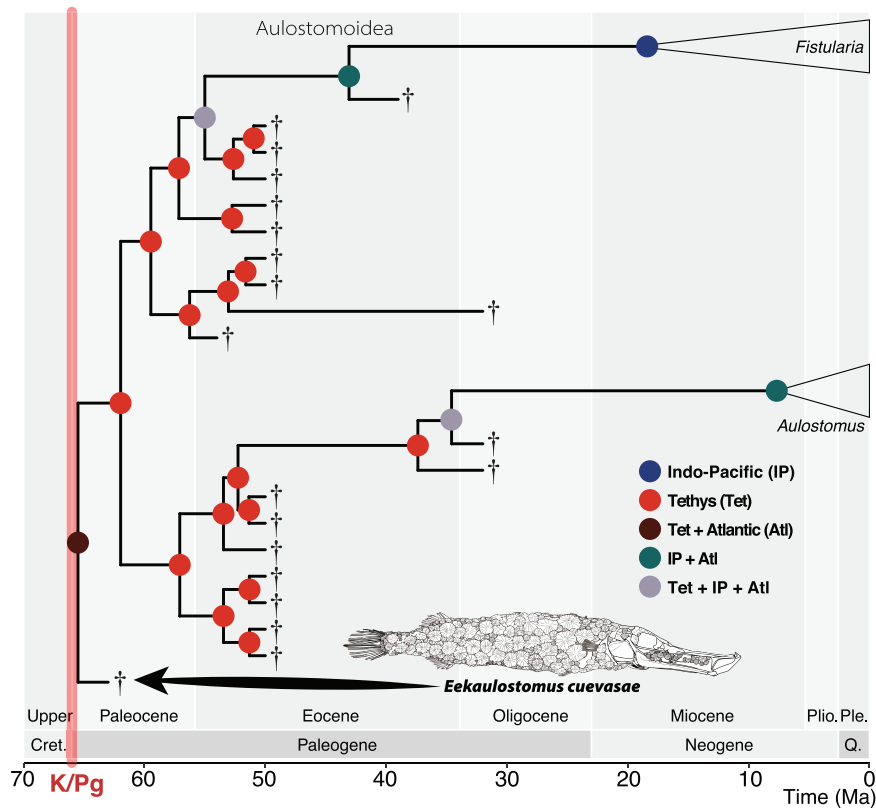 Aulostomoidea
Fistularia
†
†
†
†
†
†
†
†
†
†
Aulostomus
†
†
Indo-Pacific (IP)
Tethys (Tet)
Tet + Atlantic (Atl)
IP + Atl
Tet + IP + Atl
†
†
†
†
†
†
†
†
Eekaulostomus cuevasae
Upper Paleocene Eocene Oligocene Miocene Plio. Ple.
Cret. Paleogene Neogene Q.
70 60 50 40 30 20 10 0
K/Pg
Time (Ma)